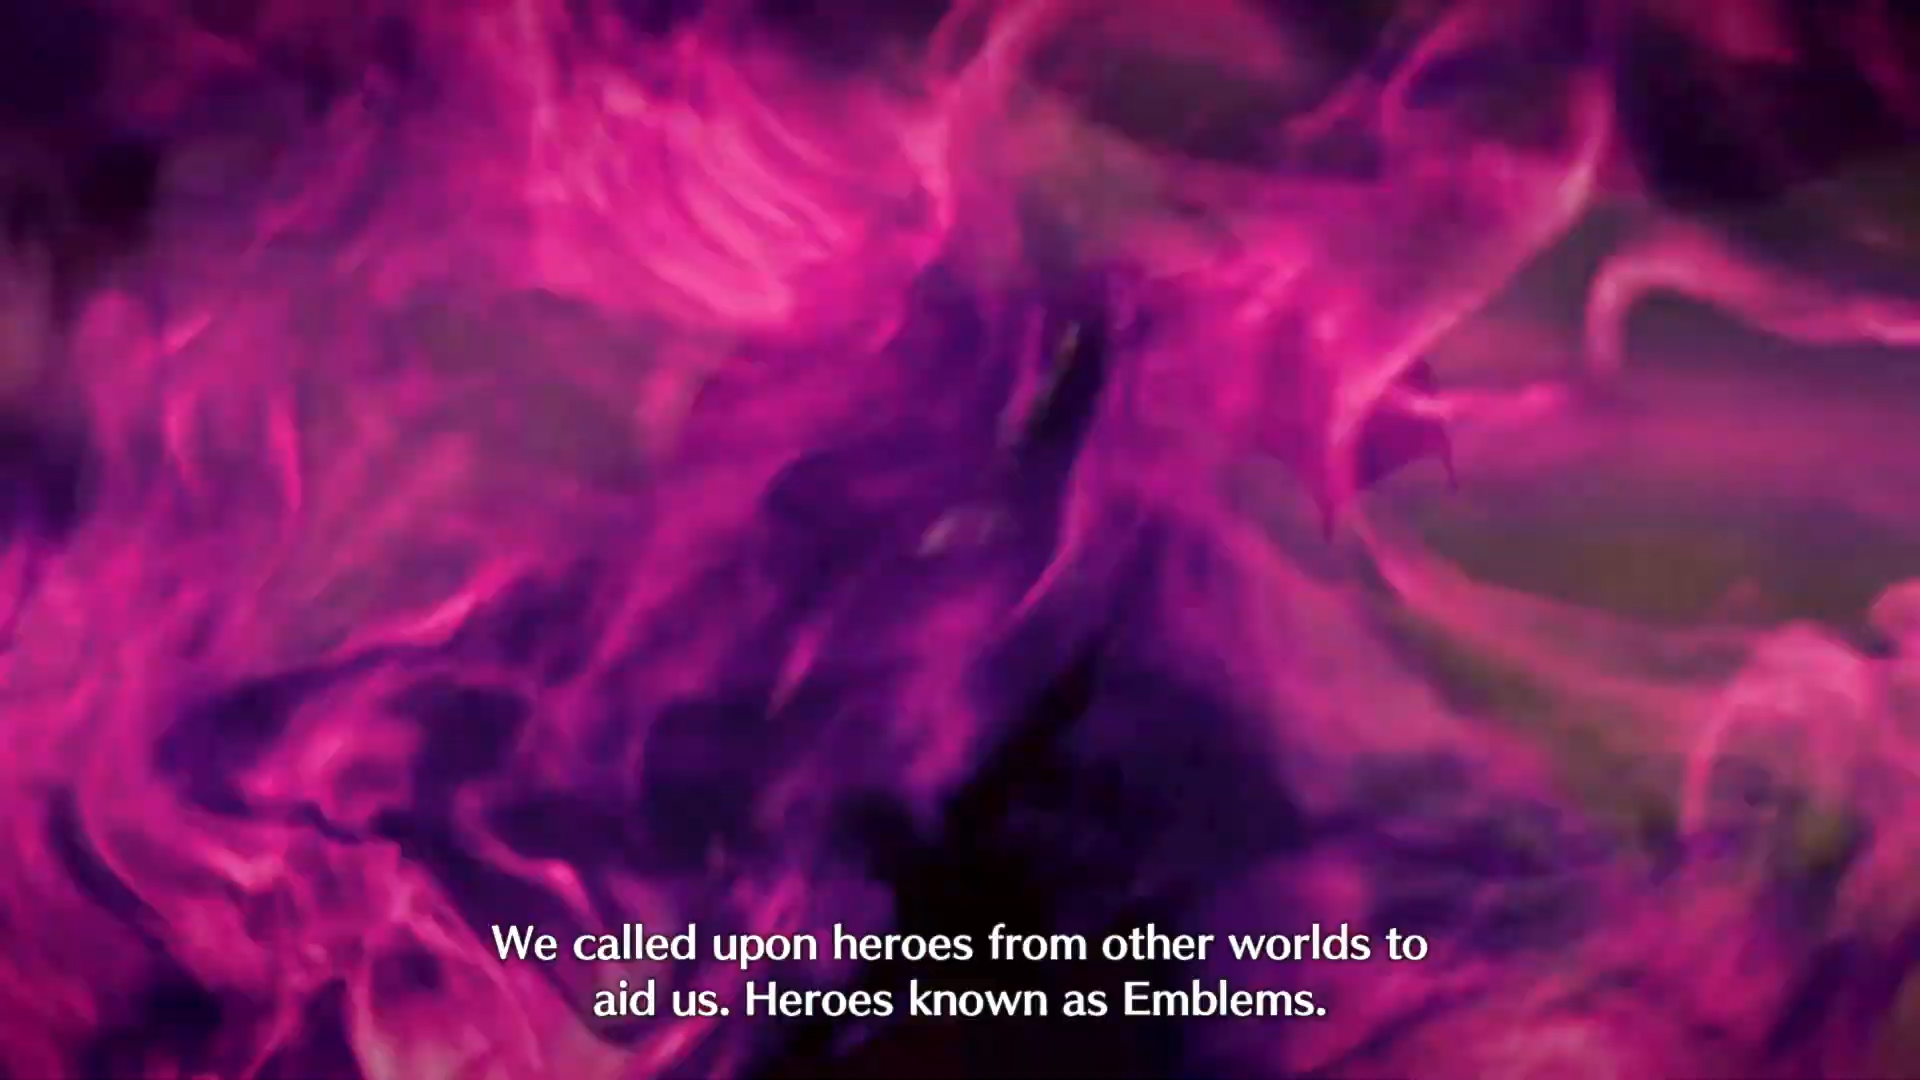 We called upon heroes from other worlds to
aid us. Heroes known as Emblems.